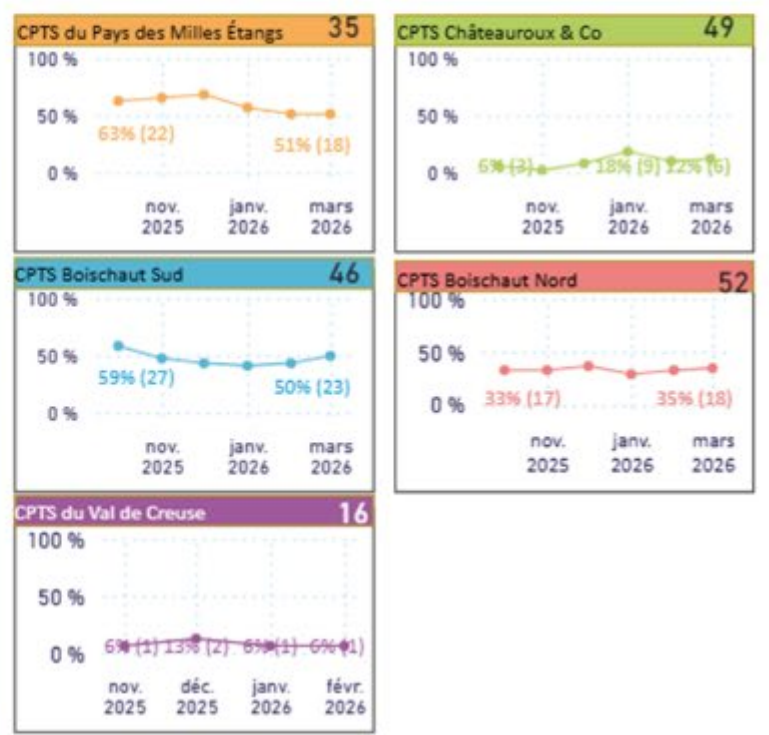 CPTS du Pays des Milles Étangs 35
100 %
50 %
0 %
63% (22)
51% (18)
nov. janv. mars
2025 2026 2026
CPTS Châteauroux & Co 49
100 %
50 %
0 %
6% (3) 18% (9) 12% (6)
nov. janv. mars
2025 2026 2026
CPTS Boischaut Sud 46
100 %
50 %
0 %
59% (27)
50% (23)
nov. janv. mars
2025 2026 2026
CPTS Boischaut Nord 52
100 %
50 %
0 %
33% (17) 35% (18)
nov. janv. mars
2025 2026 2026
CPTS du Val de Creuse 16
100 %
50 %
0 %
6% (1) 13% (2) 6% (1) 6% (1)
nov. déc. janv. févr.
2025 2025 2026 2026